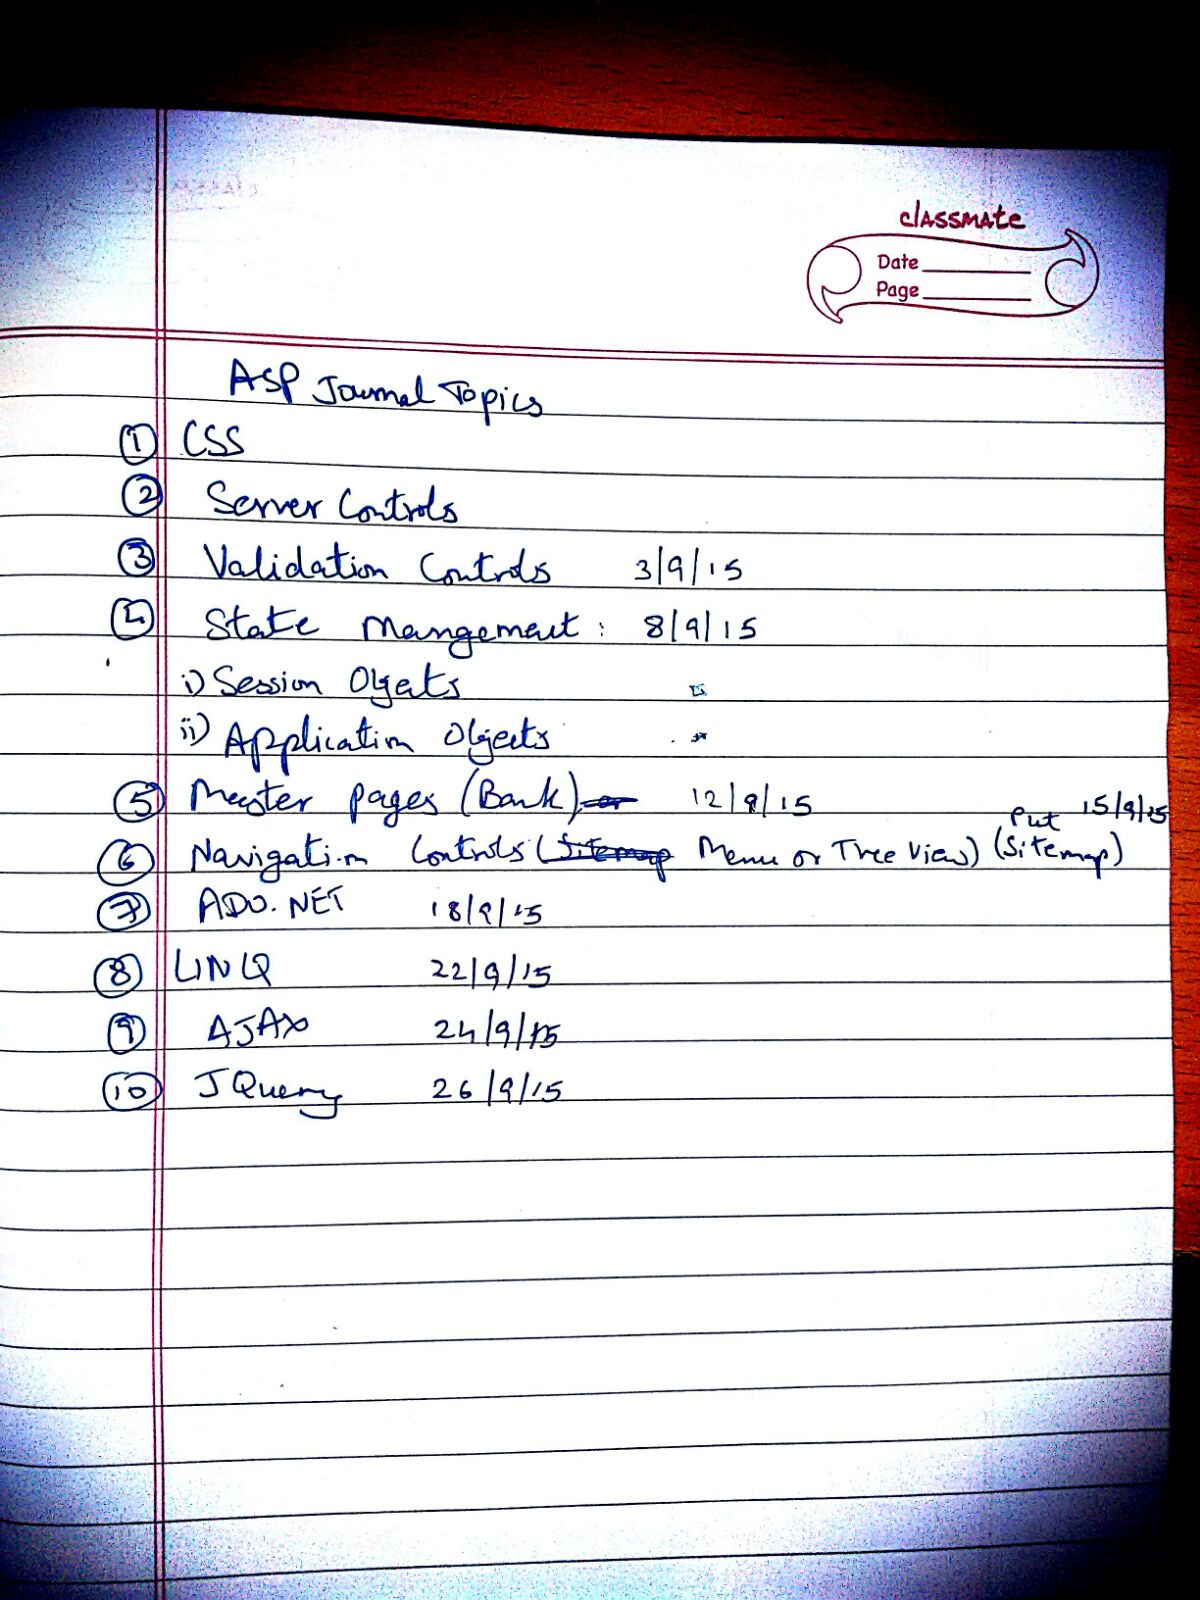 classmate
Date
Page
ASP Journal Topics
1 CSS
2 Server Controls
3 Validation Controls 3/9/15
4 State Mangement : 8/9/15
i) Session Objects
ii) Application Objects
5 Master pages (Bank) 12/9/15
6 Navigation Controls (Sitemap Menu or Tree View) (Put Sitemap) 15/9/15
7 ADO.NET 18/9/15
8 LINQ 22/9/15
9 AJAX 24/9/15
10 JQuery 26/9/15